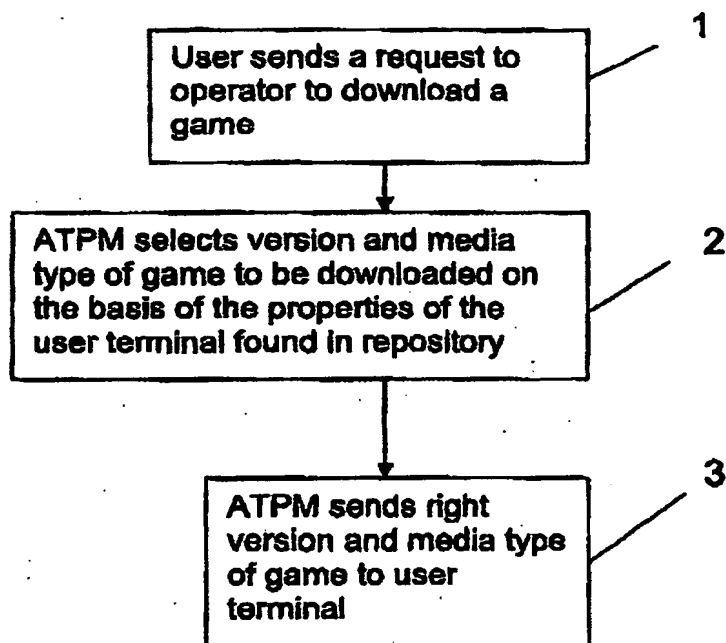 1
User sends a request to
operator to download a
game
2
ATPM selects version and media
type of game to be downloaded on
the basis of the properties of the
user terminal found in repository
3
ATPM sends right
version and media type
of game to user
terminal